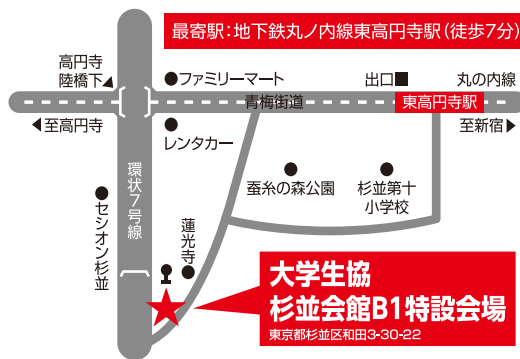 最寄駅：地下鉄丸ノ内線東高円寺駅（徒歩7分）
高円寺
陸橋下
ファミリーマート
出口
丸の内線
青梅街道
東高円寺駅
至高円寺
至新宿
レンタカー
環状7号線
蚕糸の森公園
杉並第十
小学校
セシオン杉並
蓮光寺
大学生協
杉並会館B1特設会場
東京都杉並区和田3-30-22